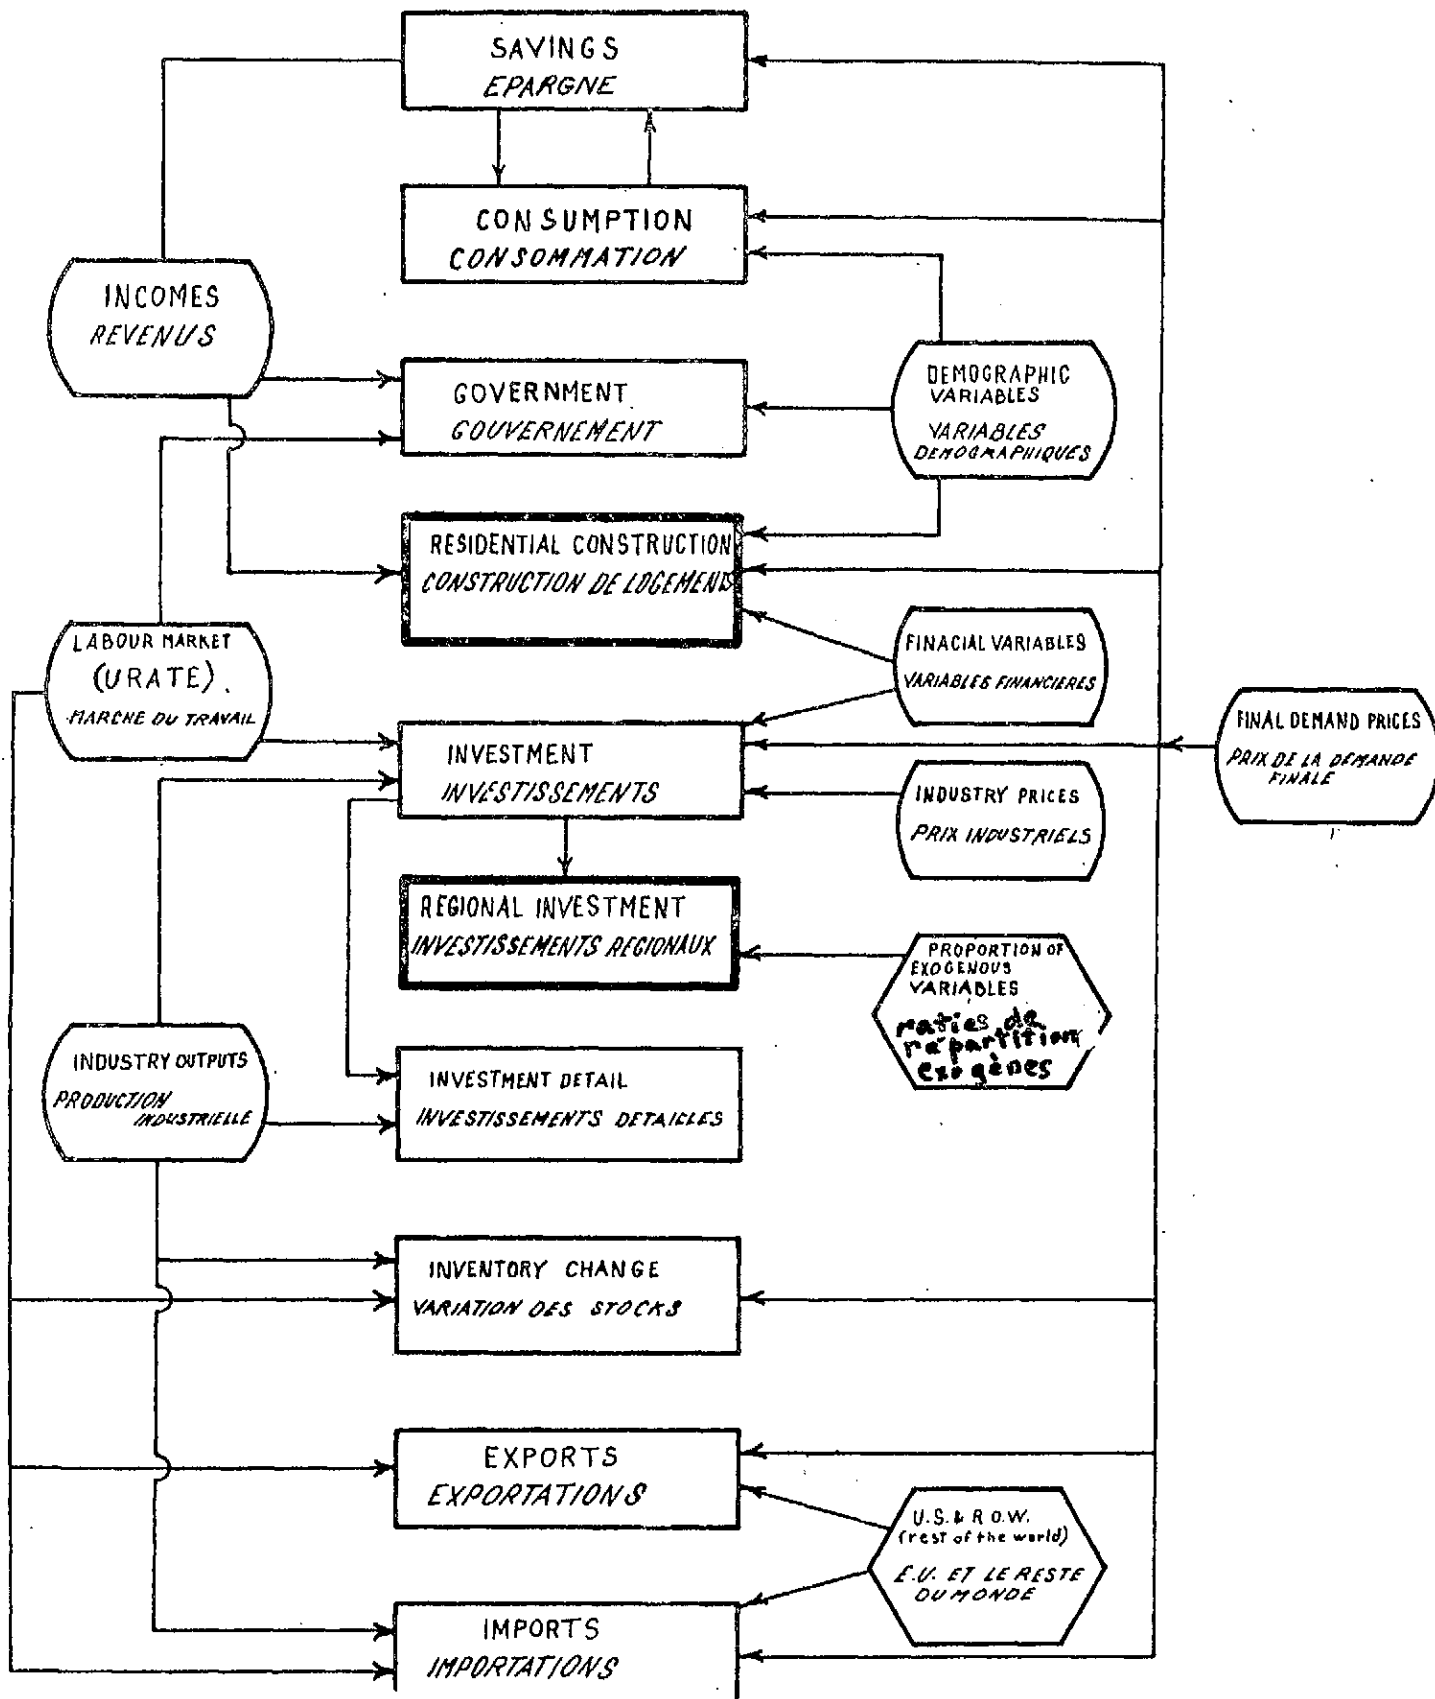 SAVINGS
EPARGNE
CONSUMPTION
CONSOMMATION
INCOMES
REVENUS
GOVERNMENT
GOUVERNEMENT
DEMOGRAPHIC
VARIABLES
VARIABLES
DEMOGRAPHIQUES
RESIDENTIAL CONSTRUCTION
CONSTRUCTION DE LOGEMENTS
LABOUR MARKET
(URATE).
MARCHE DU TRAVAIL
FINACIAL VARIABLES
VARIABLES FINANCIERES
FINAL DEMAND PRICES
PRIX DE LA DEMANDE
FINALE
INVESTMENT
INVESTISSEMENTS
INDUSTRY PRICES
PRIX INDUSTRIELS
REGIONAL INVESTMENT
INVESTISSEMENTS REGIONAUX
PROPORTION OF
EXOGENOUS
VARIABLES
raties de
répartition
exogènes
INDUSTRY OUTPUTS
PRODUCTION
INDUSTRIELLE
INVESTMENT DETAIL
INVESTISSEMENTS DETAICLES
INVENTORY CHANGE
VARIATION DES STOCKS
EXPORTS
EXPORTATIONS
U.S. & R.O.W.
(rest of the world)
E.U. ET LE RESTE
DU MONDE
IMPORTS
IMPORTATIONS